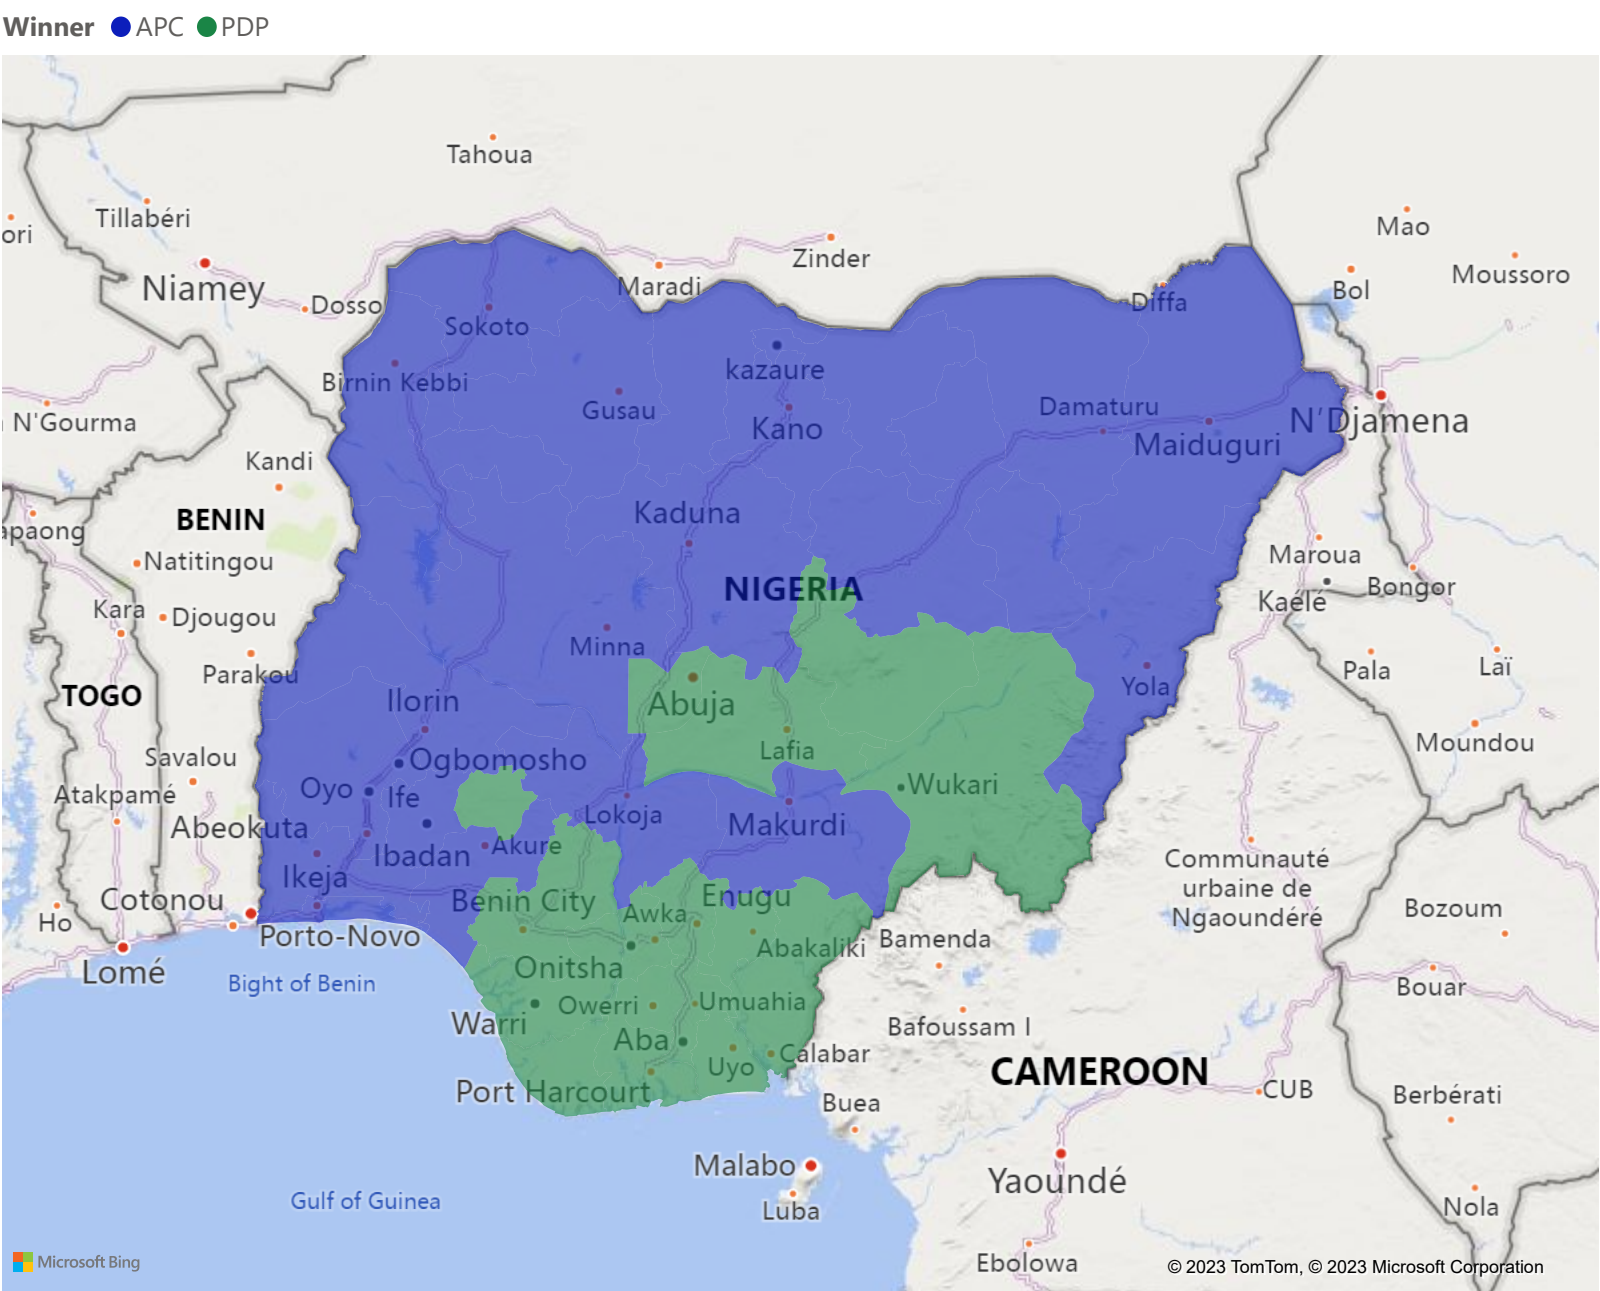 Winner APC PDP
Tahoua
Tillabéri
Mao
ori
Zinder
Moussoro
Niamey
Maradi
Bol
Dosso
Diffa
Sokoto
kazaure
Birnin Kebbi
Gusau
Damaturu
N'Gourma
Kano
Maiduguri
N'Djamena
Kandi
Kaduna
BENIN
apaong
Natitingou
Maroua
NIGERIA
Bongor
Kara
Djougou
Kaelé
Minna
Parakou
Pala
Laï
TOGO
Ilorin
Abuja
Yola
Savalou
Ogbomosho
Lafia
Moundou
Oyo
Ife
Wukari
Atakpamé
Abeokuta
Lokoja
Makurdi
Ibadan
Akure
Communauté
urbaine de
Ngaoundéré
Ikeja
Cotonou
Benin City
Enugu
Ho
Awka
Bozoum
Porto-Novo
Abakaliki
Bamenda
Lomé
Onitsha
Bight of Benin
Bouar
Owerri
Umuahia
Warri
Bafoussam I
Aba
Calabar
Uyo
CAMEROON
Port Harcourt
CUB
Buea
Berbérati
Malabo
Yaoundé
Gulf of Guinea
Luba
Nola
Microsoft Bing
Ebolowa
© 2023 TomTom, © 2023 Microsoft Corporation